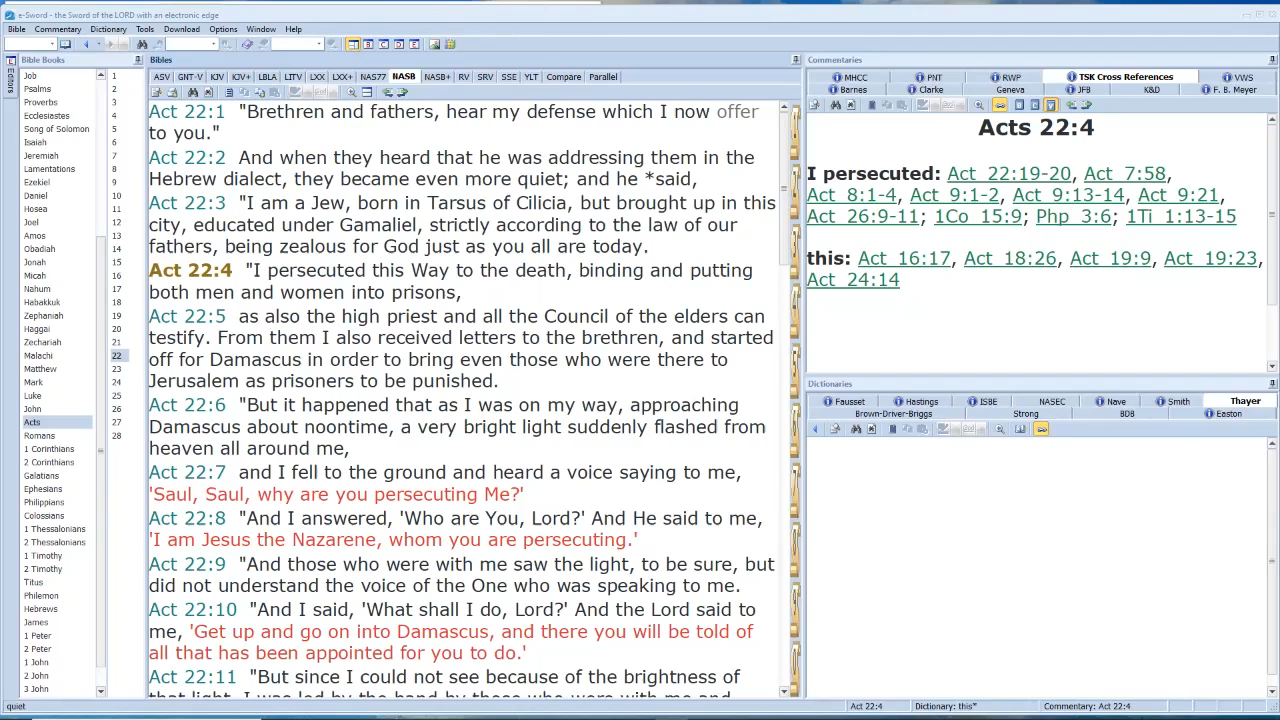 e-Sword - the Sword of the LORD with an electronic edge
Bible Commentary Dictionary Tools Download Options Window Help
Editors
Bible Books
Job
Psalms
Proverbs
Ecclesiastes
Song of Solomon
Isaiah
Jeremiah
Lamentations
Ezekiel
Daniel
Hosea
Joel
Amos
Obadiah
Jonah
Micah
Nahum
Habakkuk
Zephariah
Haggai
Zechariah
Malachi
Matthew
Mark
Luke
John
Acts
Romans
1 Corinthians
2 Corinthians
Galatians
Ephesians
Philippians
Colossians
1 Thessalonians
2 Thessalonians
1 Timothy
2 Timothy
Titus
Philemon
Hebrews
James
1 Peter
2 Peter
1 John
2 John
3 John
1
2
3
4
5
6
7
8
9
10
11
12
13
14
15
16
17
18
19
20
21
22
23
24
25
26
27
28
Bibles
ASV GNT-V KJV KJV+ LBLA LITV LXX LXX+ NAS77 NASB NASB+ RV SRV SSE YLT Compare Parallel
Act 22:1 "Brethren and fathers, hear my defense which I now offer
to you."
Act 22:2 And when they heard that he was addressing them in the
Hebrew dialect, they became even more quiet; and he *said,
Act 22:3 "I am a Jew, born in Tarsus of Cilicia, but brought up in this
city, educated under Gamaliel, strictly according to the law of our
fathers, being zealous for God just as you all are today.
Act 22:4 "I persecuted this Way to the death, binding and putting
both men and women into prisons,
Act 22:5 as also the high priest and all the Council of the elders can
testify. From them I also received letters to the brethren, and started
off for Damascus in order to bring even those who were there to
Jerusalem as prisoners to be punished.
Act 22:6 "But it happened that as I was on my way, approaching
Damascus about noontime, a very bright light suddenly flashed from
heaven all around me,
Act 22:7 and I fell to the ground and heard a voice saying to me,
'Saul, Saul, why are you persecuting Me?'
Act 22:8 "And I answered, 'Who are You, Lord?' And He said to me,
'I am Jesus the Nazarene, whom you are persecuting.'
Act 22:9 "And those who were with me saw the light, to be sure, but
did not understand the voice of the One who was speaking to me.
Act 22:10 "And I said, 'What shall I do, Lord?' And the Lord said to
me, 'Get up and go on into Damascus, and there you will be told of
all that has been appointed for you to do.'
Act 22:11 "But since I could not see because of the brightness of
that light, I was led by the hand by those who were with me and
Commentaries
MHCC PNT RWP TSK Cross References VWS
Barnes Clarke Geneva JFB K&D F. B. Meyer
Acts 22:4
I persecuted: Act 22:19-20, Act 7:58,
Act 8:1-4, Act 9:1-2, Act 9:13-14, Act 9:21,
Act 26:9-11; 1Co 15:9; Php 3:6; 1Ti 1:13-15
this: Act 16:17, Act 18:26, Act 19:9, Act 19:23,
Act 24:14
Dictionaries
Fausset Hastings ISBE NASEC Nave Smith Thayer
Brown-Driver-Briggs Strong BDB Easton
quiet
Act 22:4
Dictionary: this*
Commentary: Act 22:4